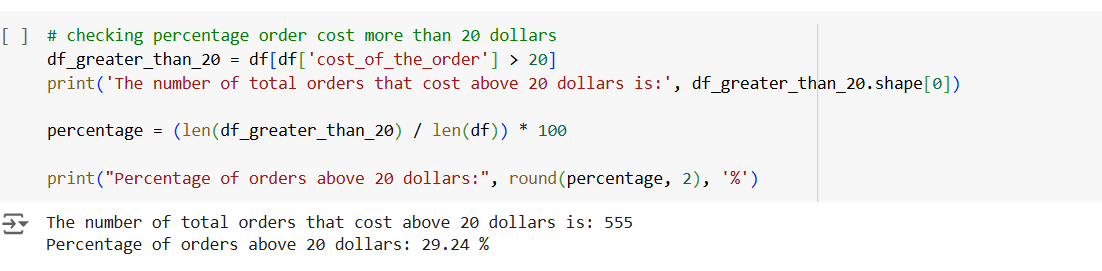 [ ] # checking percentage order cost more than 20 dollars
df_greater_than_20 = df[df['cost_of_the_order'] > 20]
print('The number of total orders that cost above 20 dollars is:', df_greater_than_20.shape[0])
percentage = (len(df_greater_than_20) / len(df)) * 100
print("Percentage of orders above 20 dollars:", round(percentage, 2), '%')
The number of total orders that cost above 20 dollars is: 555
Percentage of orders above 20 dollars: 29.24 %